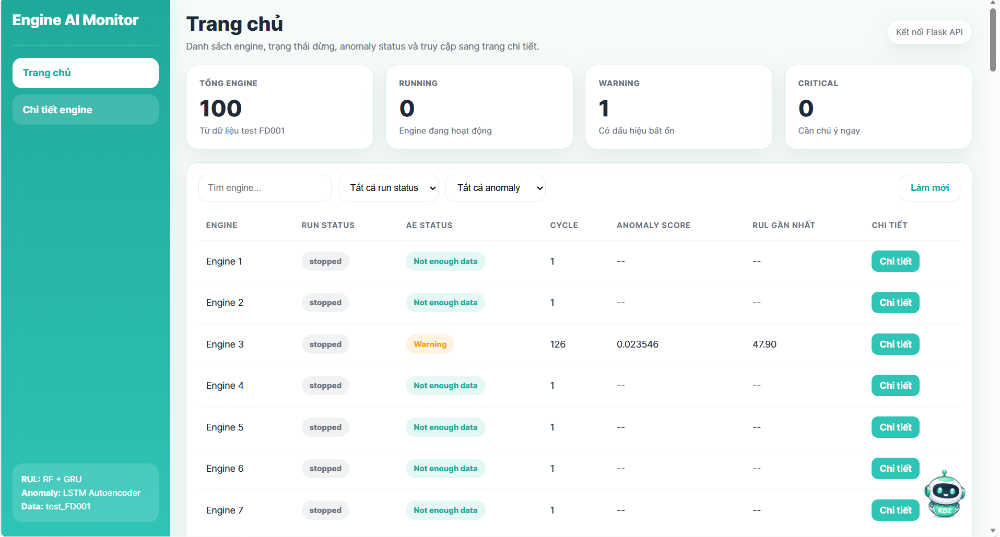 Engine AI Monitor
Trang chủ
Chi tiết engine
RUL: RF + GRU
Anomaly: LSTM Autoencoder
Data: test_FD001
Trang chủ
Danh sách engine, trạng thái dừng, anomaly status và truy cập sang trang chi tiết.
Kết nối Flask API
TỔNG ENGINE
100
Từ dữ liệu test FD001
RUNNING
0
Engine đang hoạt động
WARNING
1
Có dấu hiệu bất ổn
CRITICAL
0
Cần chú ý ngay
Tìm engine... Tất cả run status Tất cả anomaly Làm mới
ENGINE RUN STATUS AE STATUS CYCLE ANOMALY SCORE RUL GẦN NHẤT CHI TIẾT
Engine 1 stopped Not enough data 1 -- -- Chi tiết
Engine 2 stopped Not enough data 1 -- -- Chi tiết
Engine 3 stopped Warning 126 0.023546 47.90 Chi tiết
Engine 4 stopped Not enough data 1 -- -- Chi tiết
Engine 5 stopped Not enough data 1 -- -- Chi tiết
Engine 6 stopped Not enough data 1 -- -- Chi tiết
Engine 7 stopped Not enough data 1 -- -- Chi tiết
KDZ